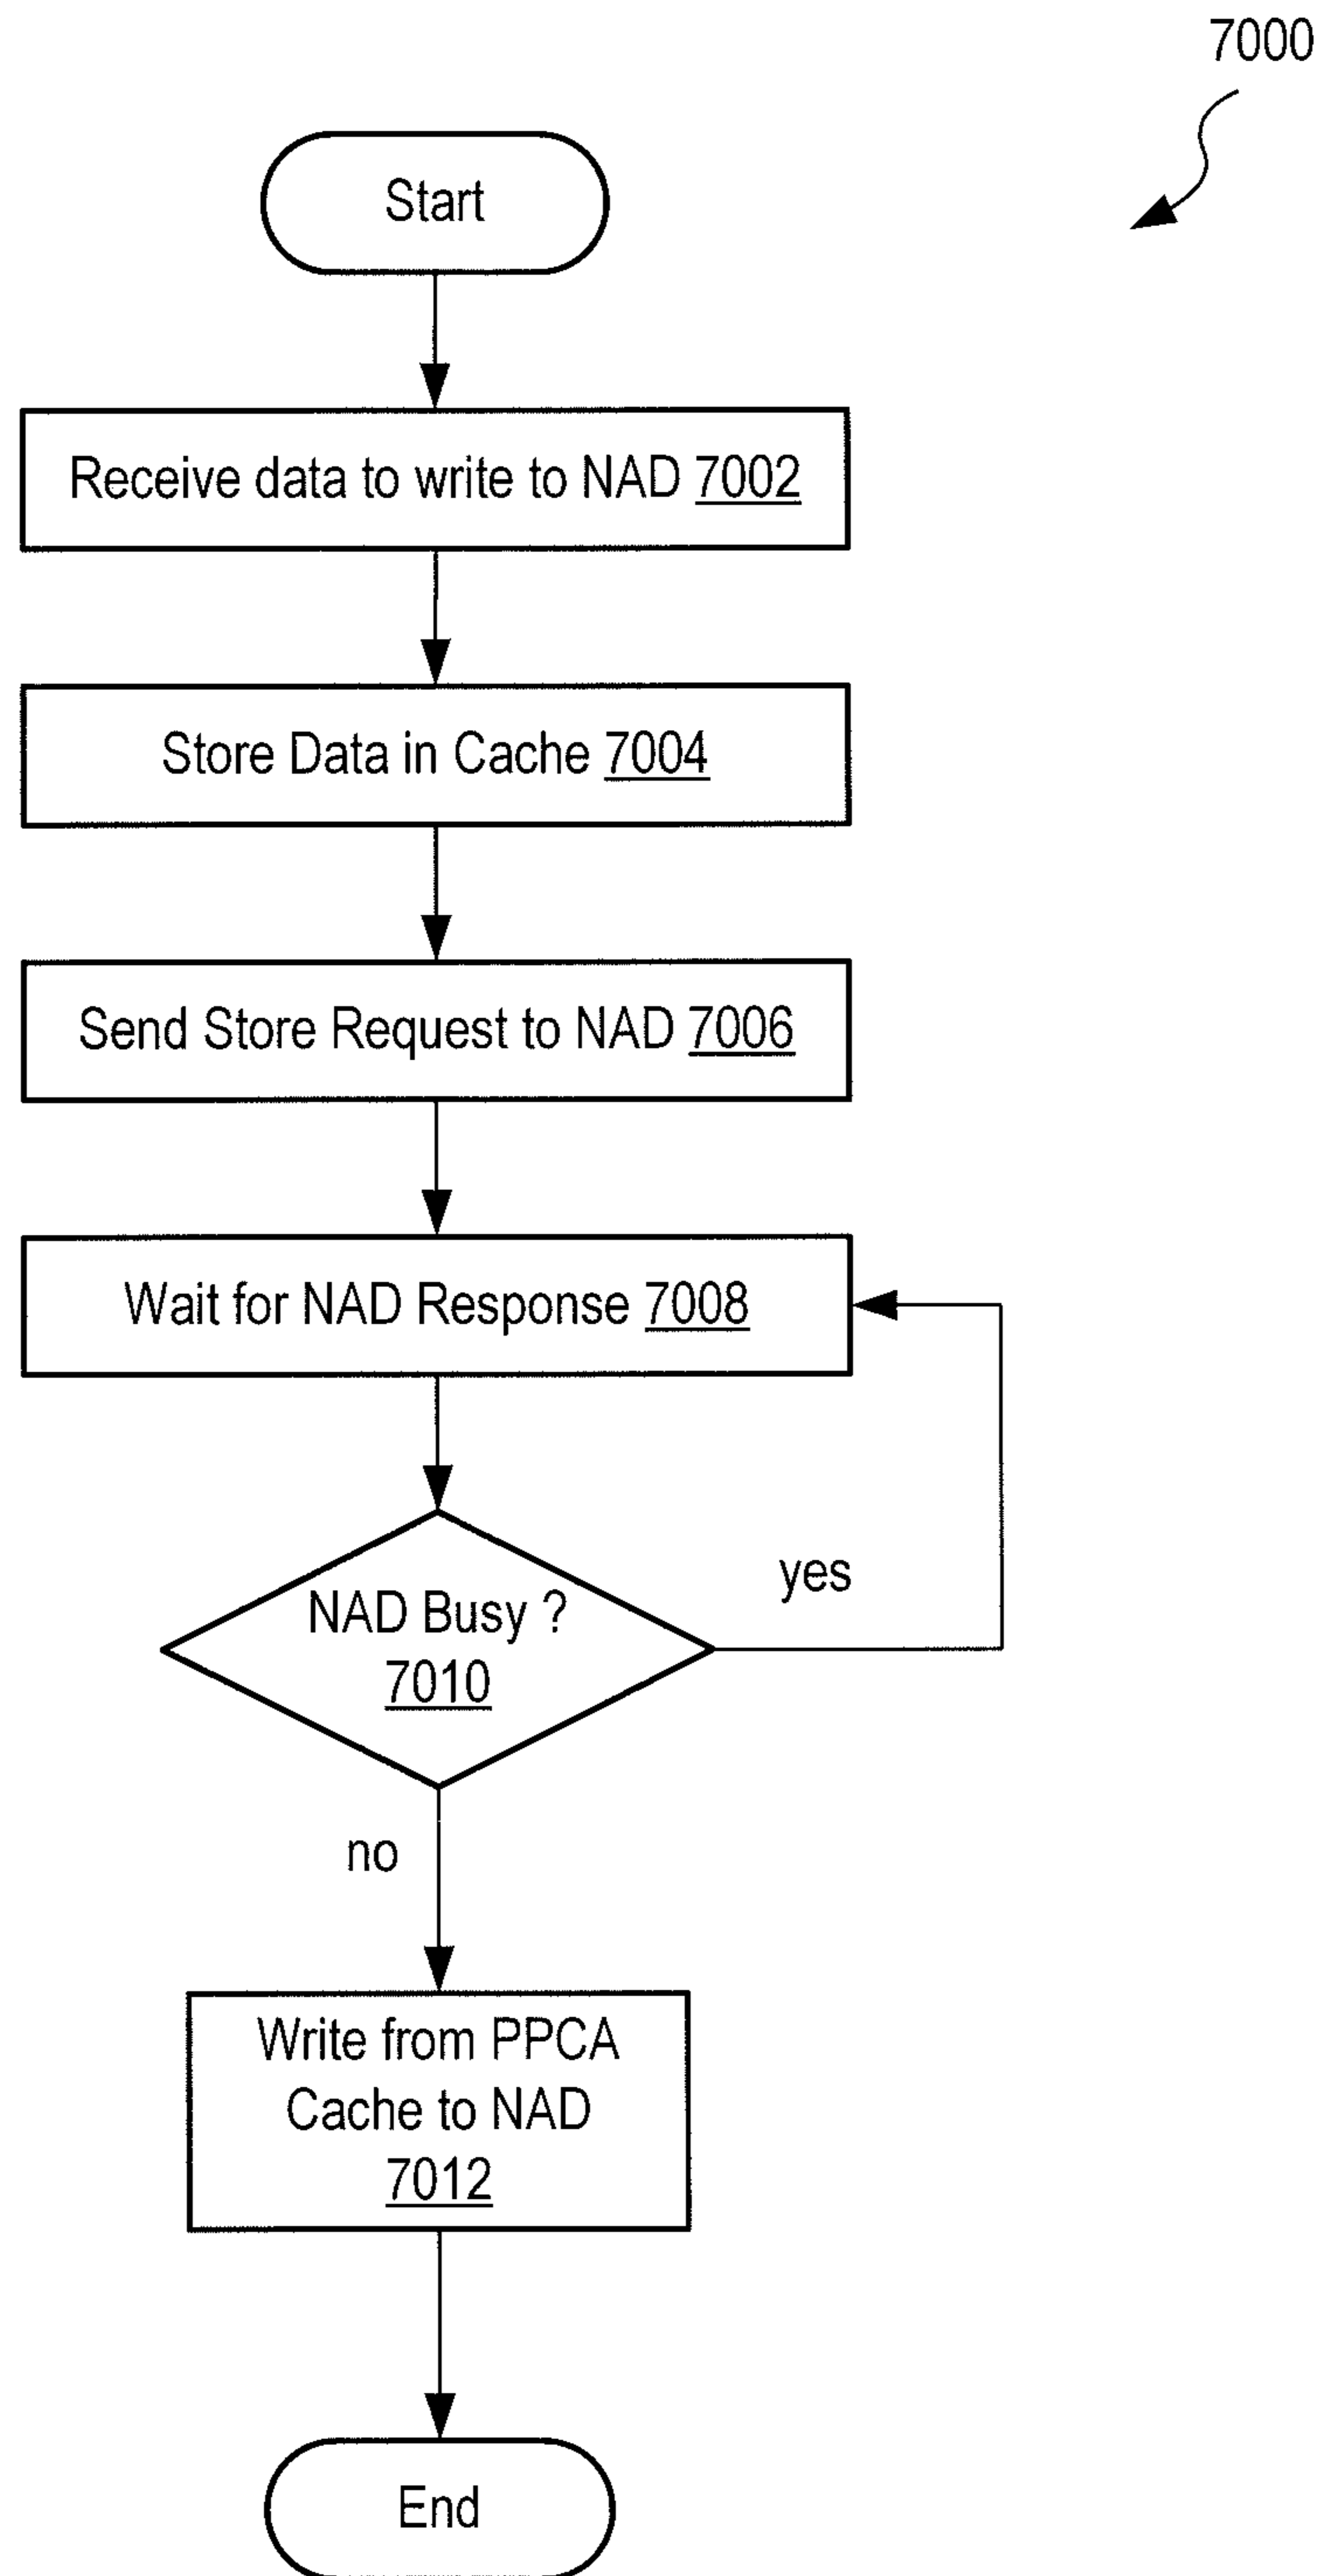 7000
Start
Receive data to write to NAD 7002
Store Data in Cache 7004
Send Store Request to NAD 7006
Wait for NAD Response 7008
NAD Busy ?
7010
yes
no
Write from PPCA
Cache to NAD
7012
End